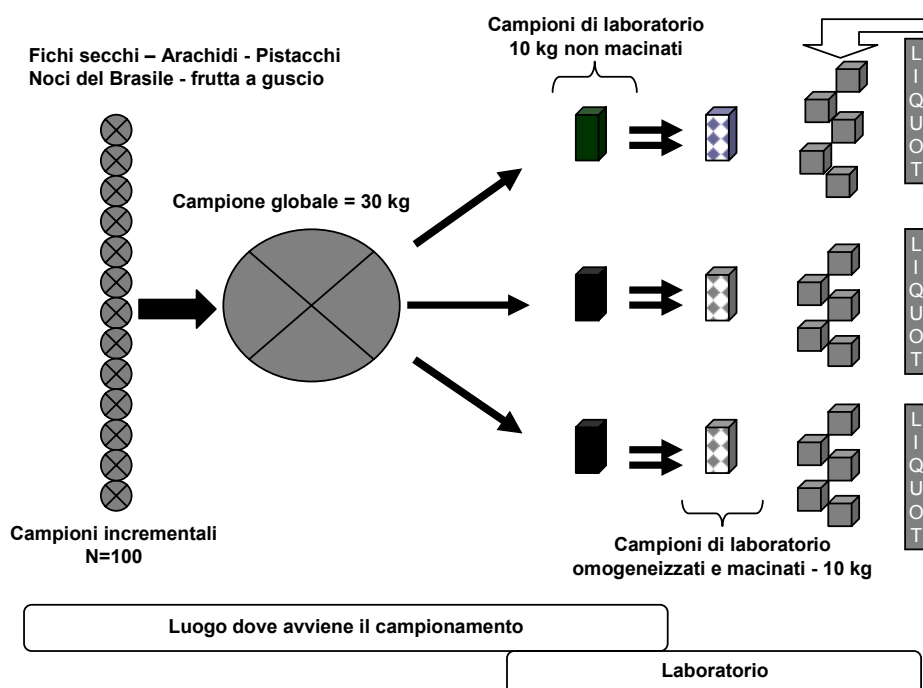 Fichi secchi – Arachidi - Pistacchi
Noci del Brasile - frutta a guscio
Campioni di laboratorio
10 kg non macinati
Campione globale = 30 kg
Campioni incrementali
N=100
Campioni di laboratorio
omogeneizzati e macinati - 10 kg
L
I
Q
U
O
T
L
I
Q
U
O
T
L
I
Q
U
O
T
Luogo dove avviene il campionamento
Laboratorio